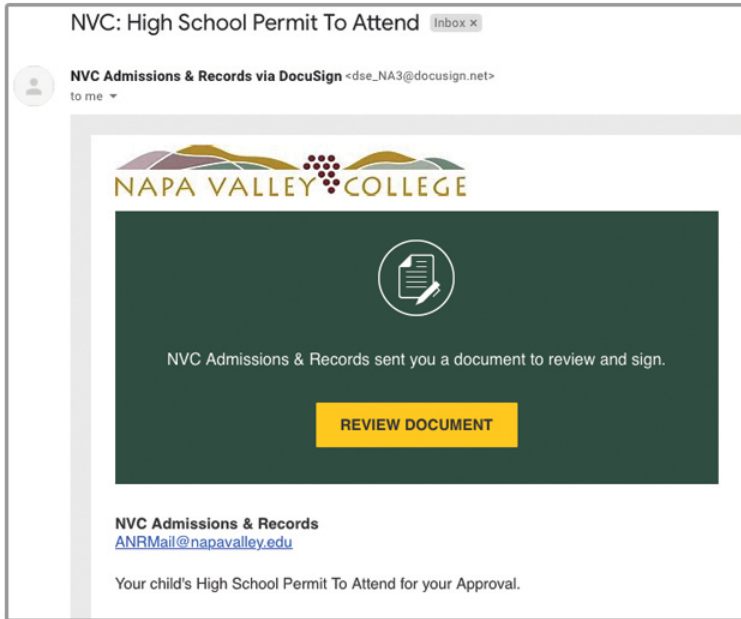 NVC: High School Permit To Attend Inbox ×
NVC Admissions & Records via DocuSign <dse_NA3@docusign.net>
to me
NAPA VALLEY COLLEGE
NVC Admissions & Records sent you a document to review and sign.
REVIEW DOCUMENT
NVC Admissions & Records
ANRMail@napavalley.edu
Your child's High School Permit To Attend for your Approval.